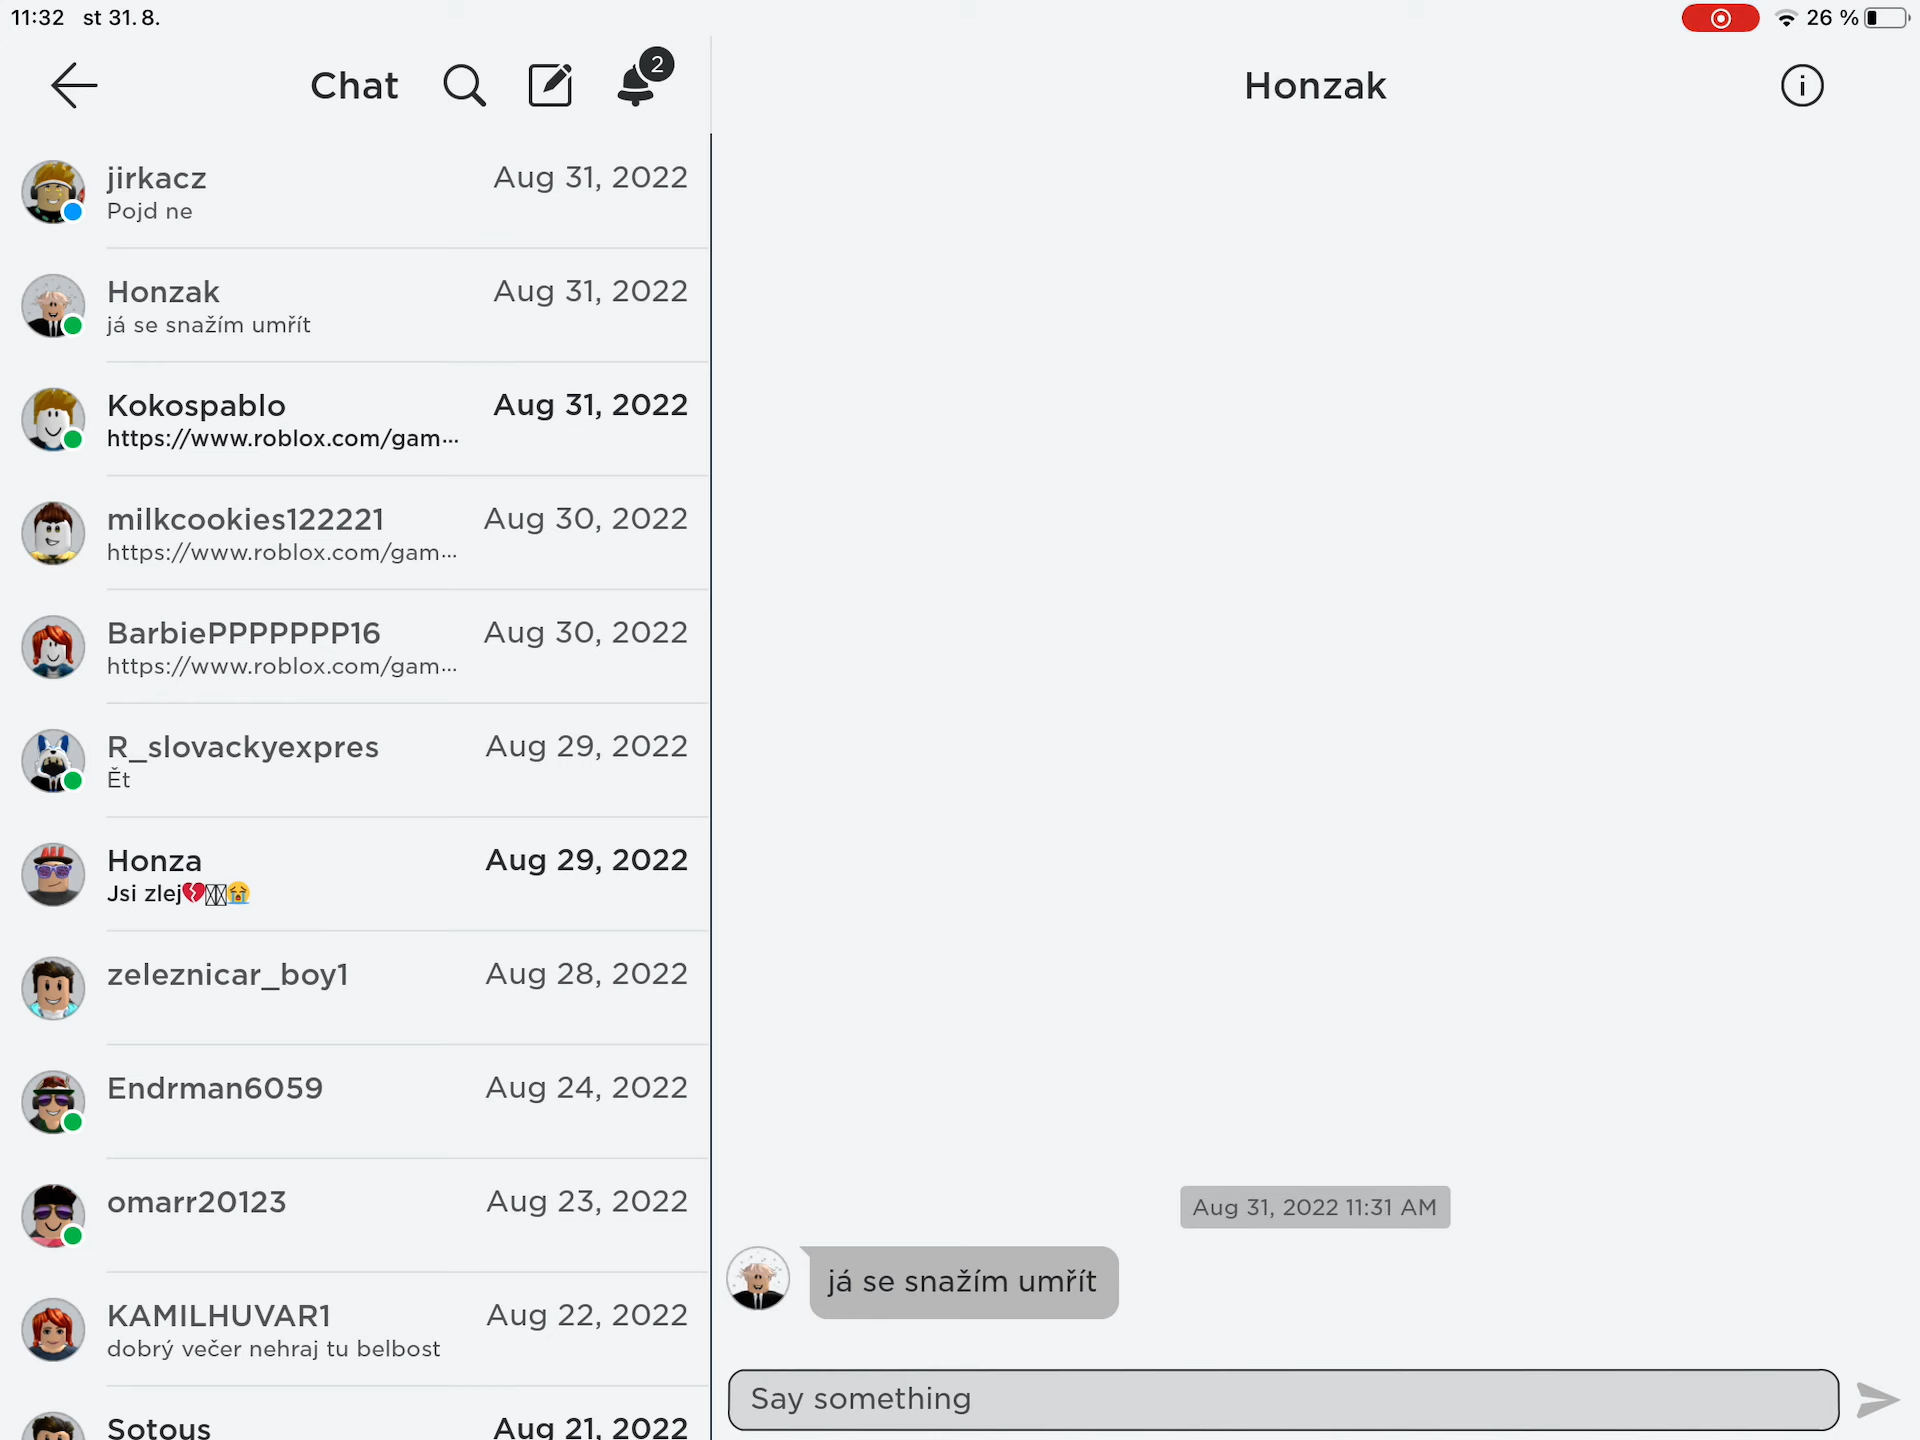 11:32 st 31. 8.
26 %
Chat
2
Honzak
jirkacz Aug 31, 2022
Pojd ne
Honzak Aug 31, 2022
já se snažím umřít
Kokospablo Aug 31, 2022
https://www.roblox.com/gam...
milkcookies122221 Aug 30, 2022
https://www.roblox.com/gam...
BarbiePPPPPPP16 Aug 30, 2022
https://www.roblox.com/gam...
R_slovackyexpres Aug 29, 2022
Ět
Honza Aug 29, 2022
Jsi zlej💔😭
zeleznicar_boy1 Aug 28, 2022
Endrman6059 Aug 24, 2022
omarr20123 Aug 23, 2022
KAMILHUVAR1 Aug 22, 2022
dobrý večer nehraj tu belbost
Sotous Aug 21, 2022
Aug 31, 2022 11:31 AM
já se snažím umřít
Say something